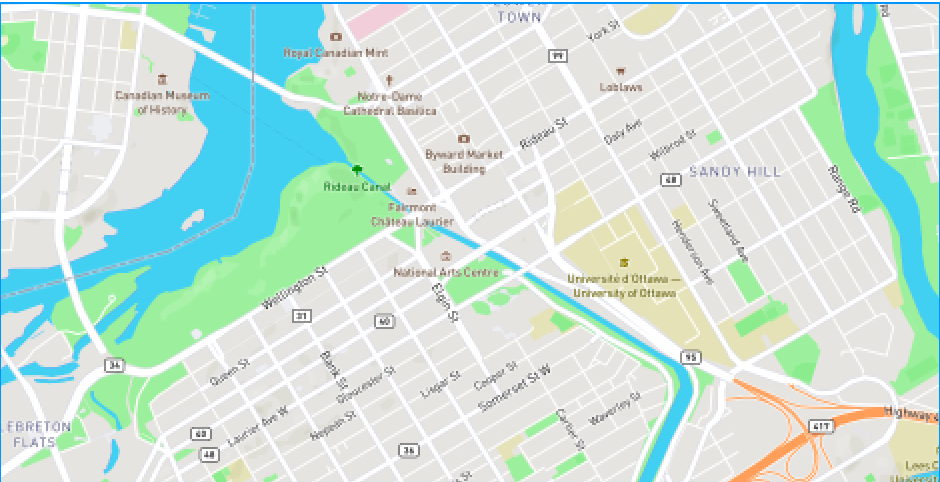 TOWN
York St
99
Royal Canadian Mint
Canadian Museum
of History
Loblaws
Notre-Dame
Cathedral Basilica
Rideau St
Daly Ave
Wilbrod St
Byward Market
Building
SANDY HILL
48
Rideau Canal
Range Rd
Fairmont
Château Laurier
Sweetland Ave
Henderson Ave
National Arts Centre
Université d'Ottawa —
University of Ottawa
Wellington St
Elgin St
31
40
95
34
Queen St
Bank St
Gloucester St
Lisgar St
Cooper St
Somerset St W
Waverley St
Cartier St
Laurier Ave W
Nepean St
Highway
417
EBRETON
FLATS
60
48
36
Lees C